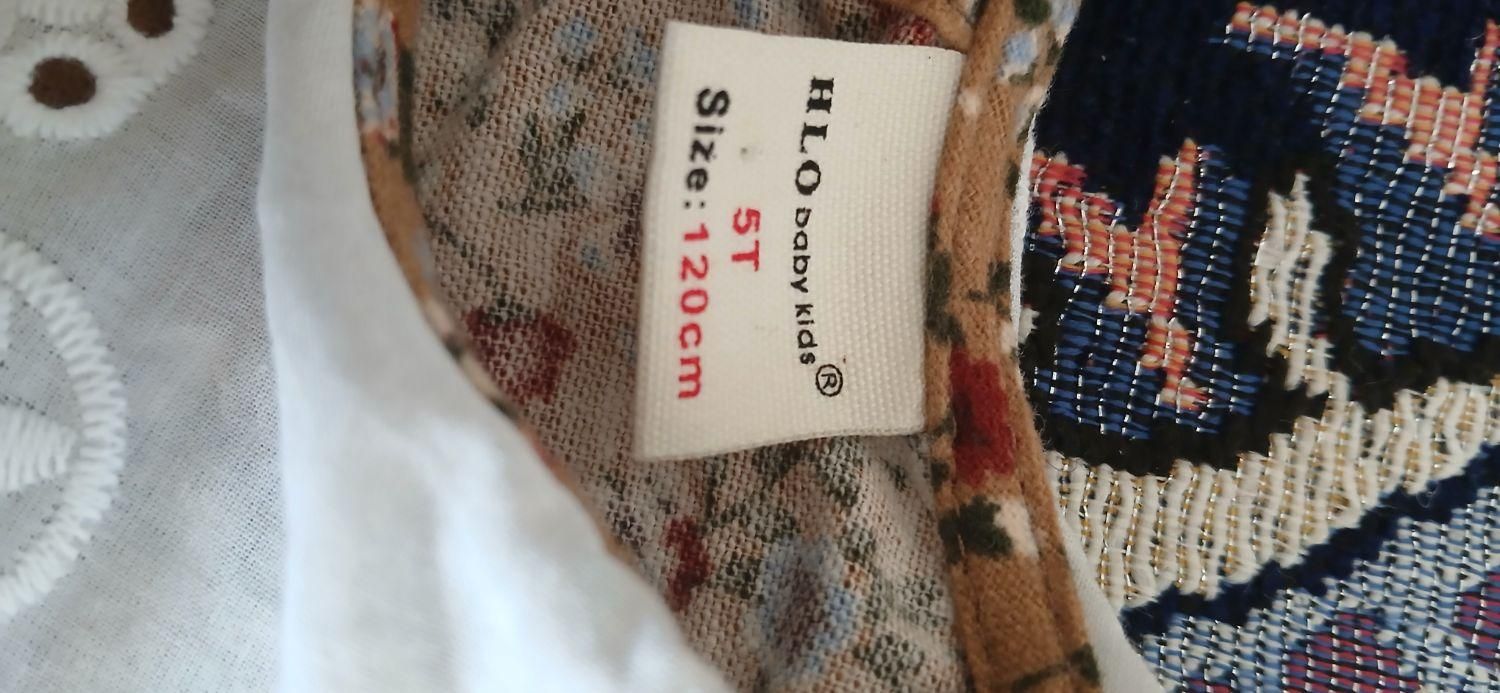 HLO baby kids®
5T
Size:120cm